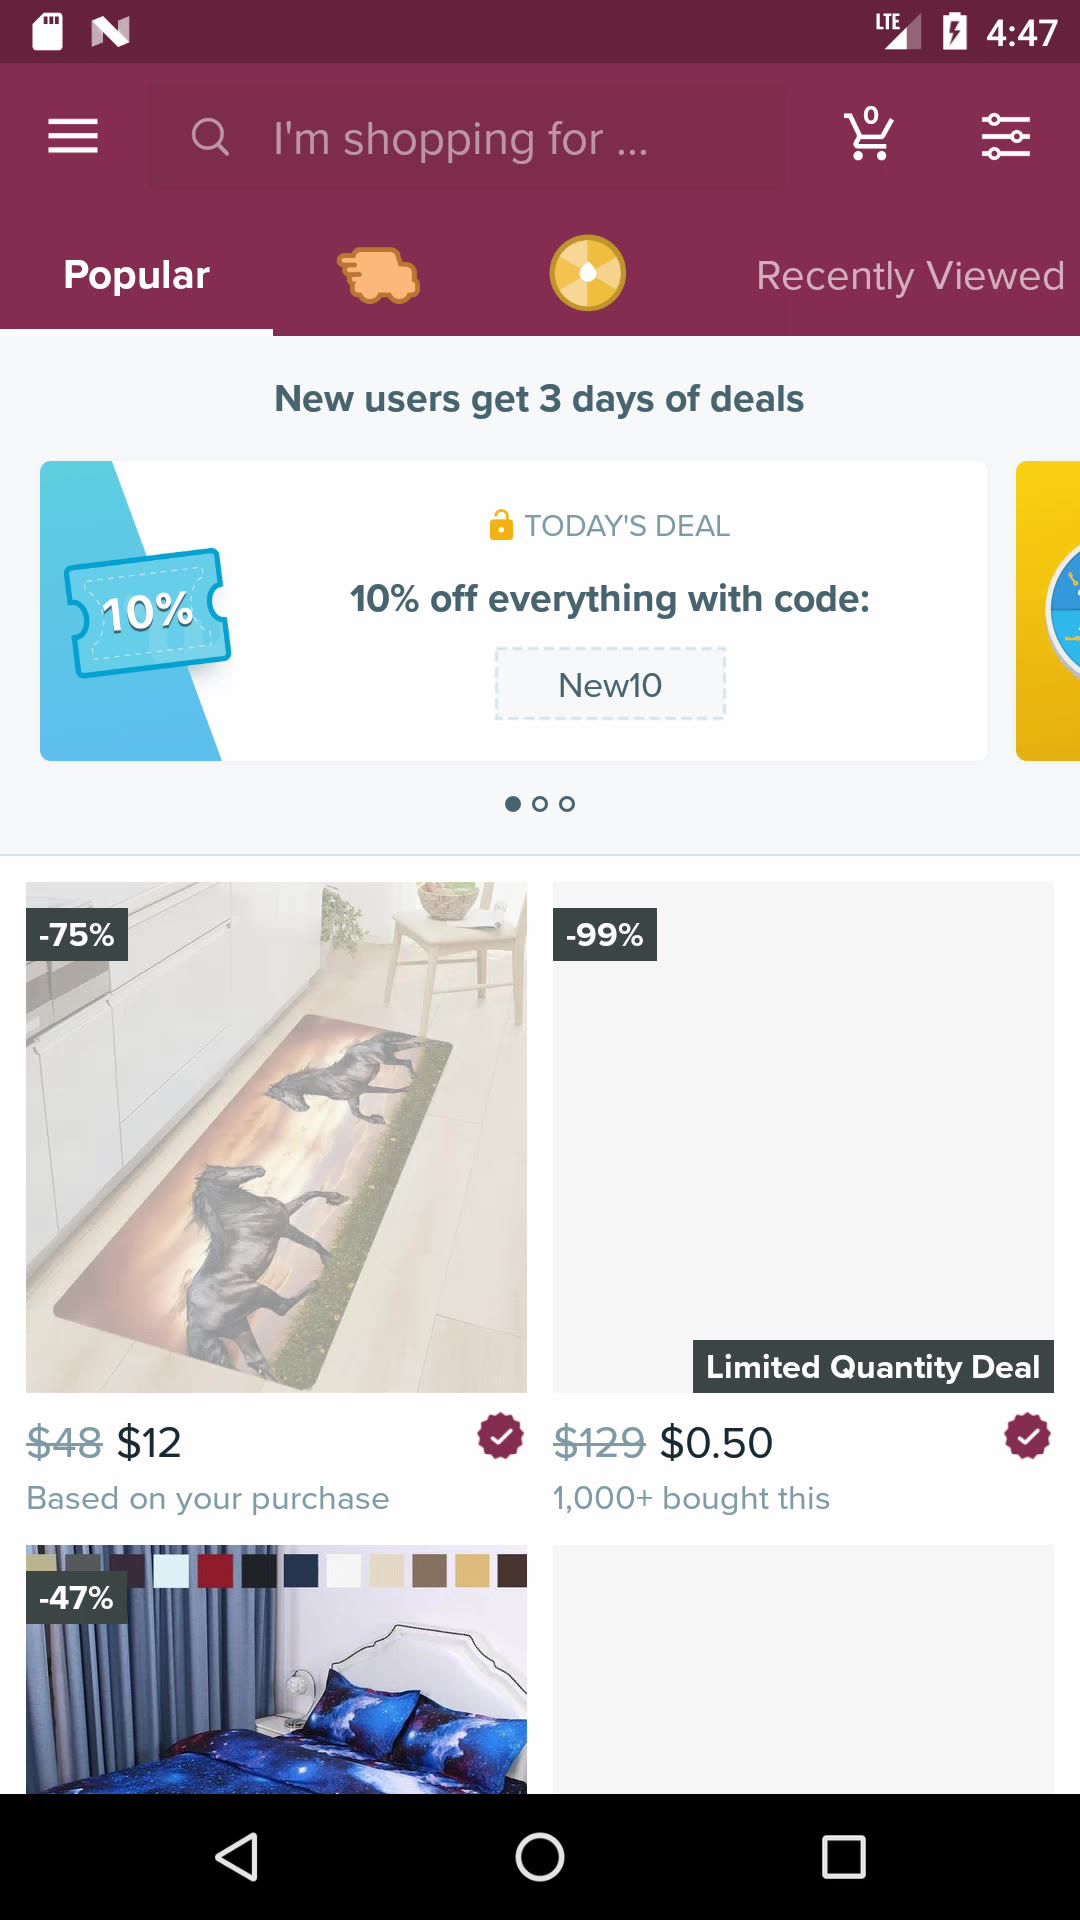 LTE 4:47
0
I'm shopping for ...
Popular
Recently Viewed
New users get 3 days of deals
TODAY'S DEAL
10%
10% off everything with code:
New10
-75%
-99%
Limited Quantity Deal
$48 $12
$129 $0.50
Based on your purchase
1,000+ bought this
-47%